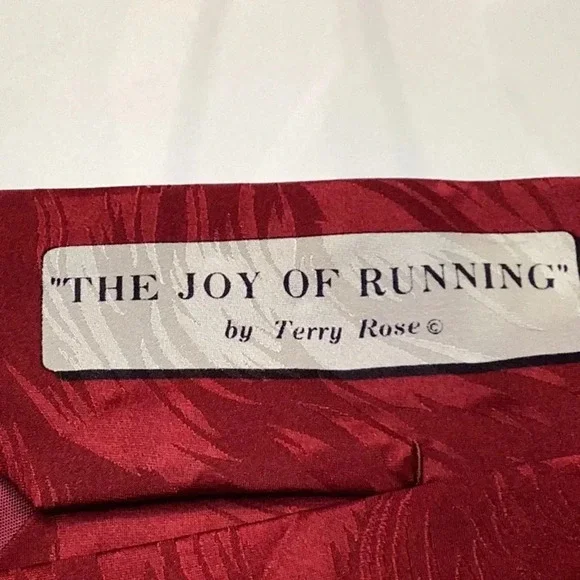 "THE JOY OF RUNNING"
by Terry Rose ©